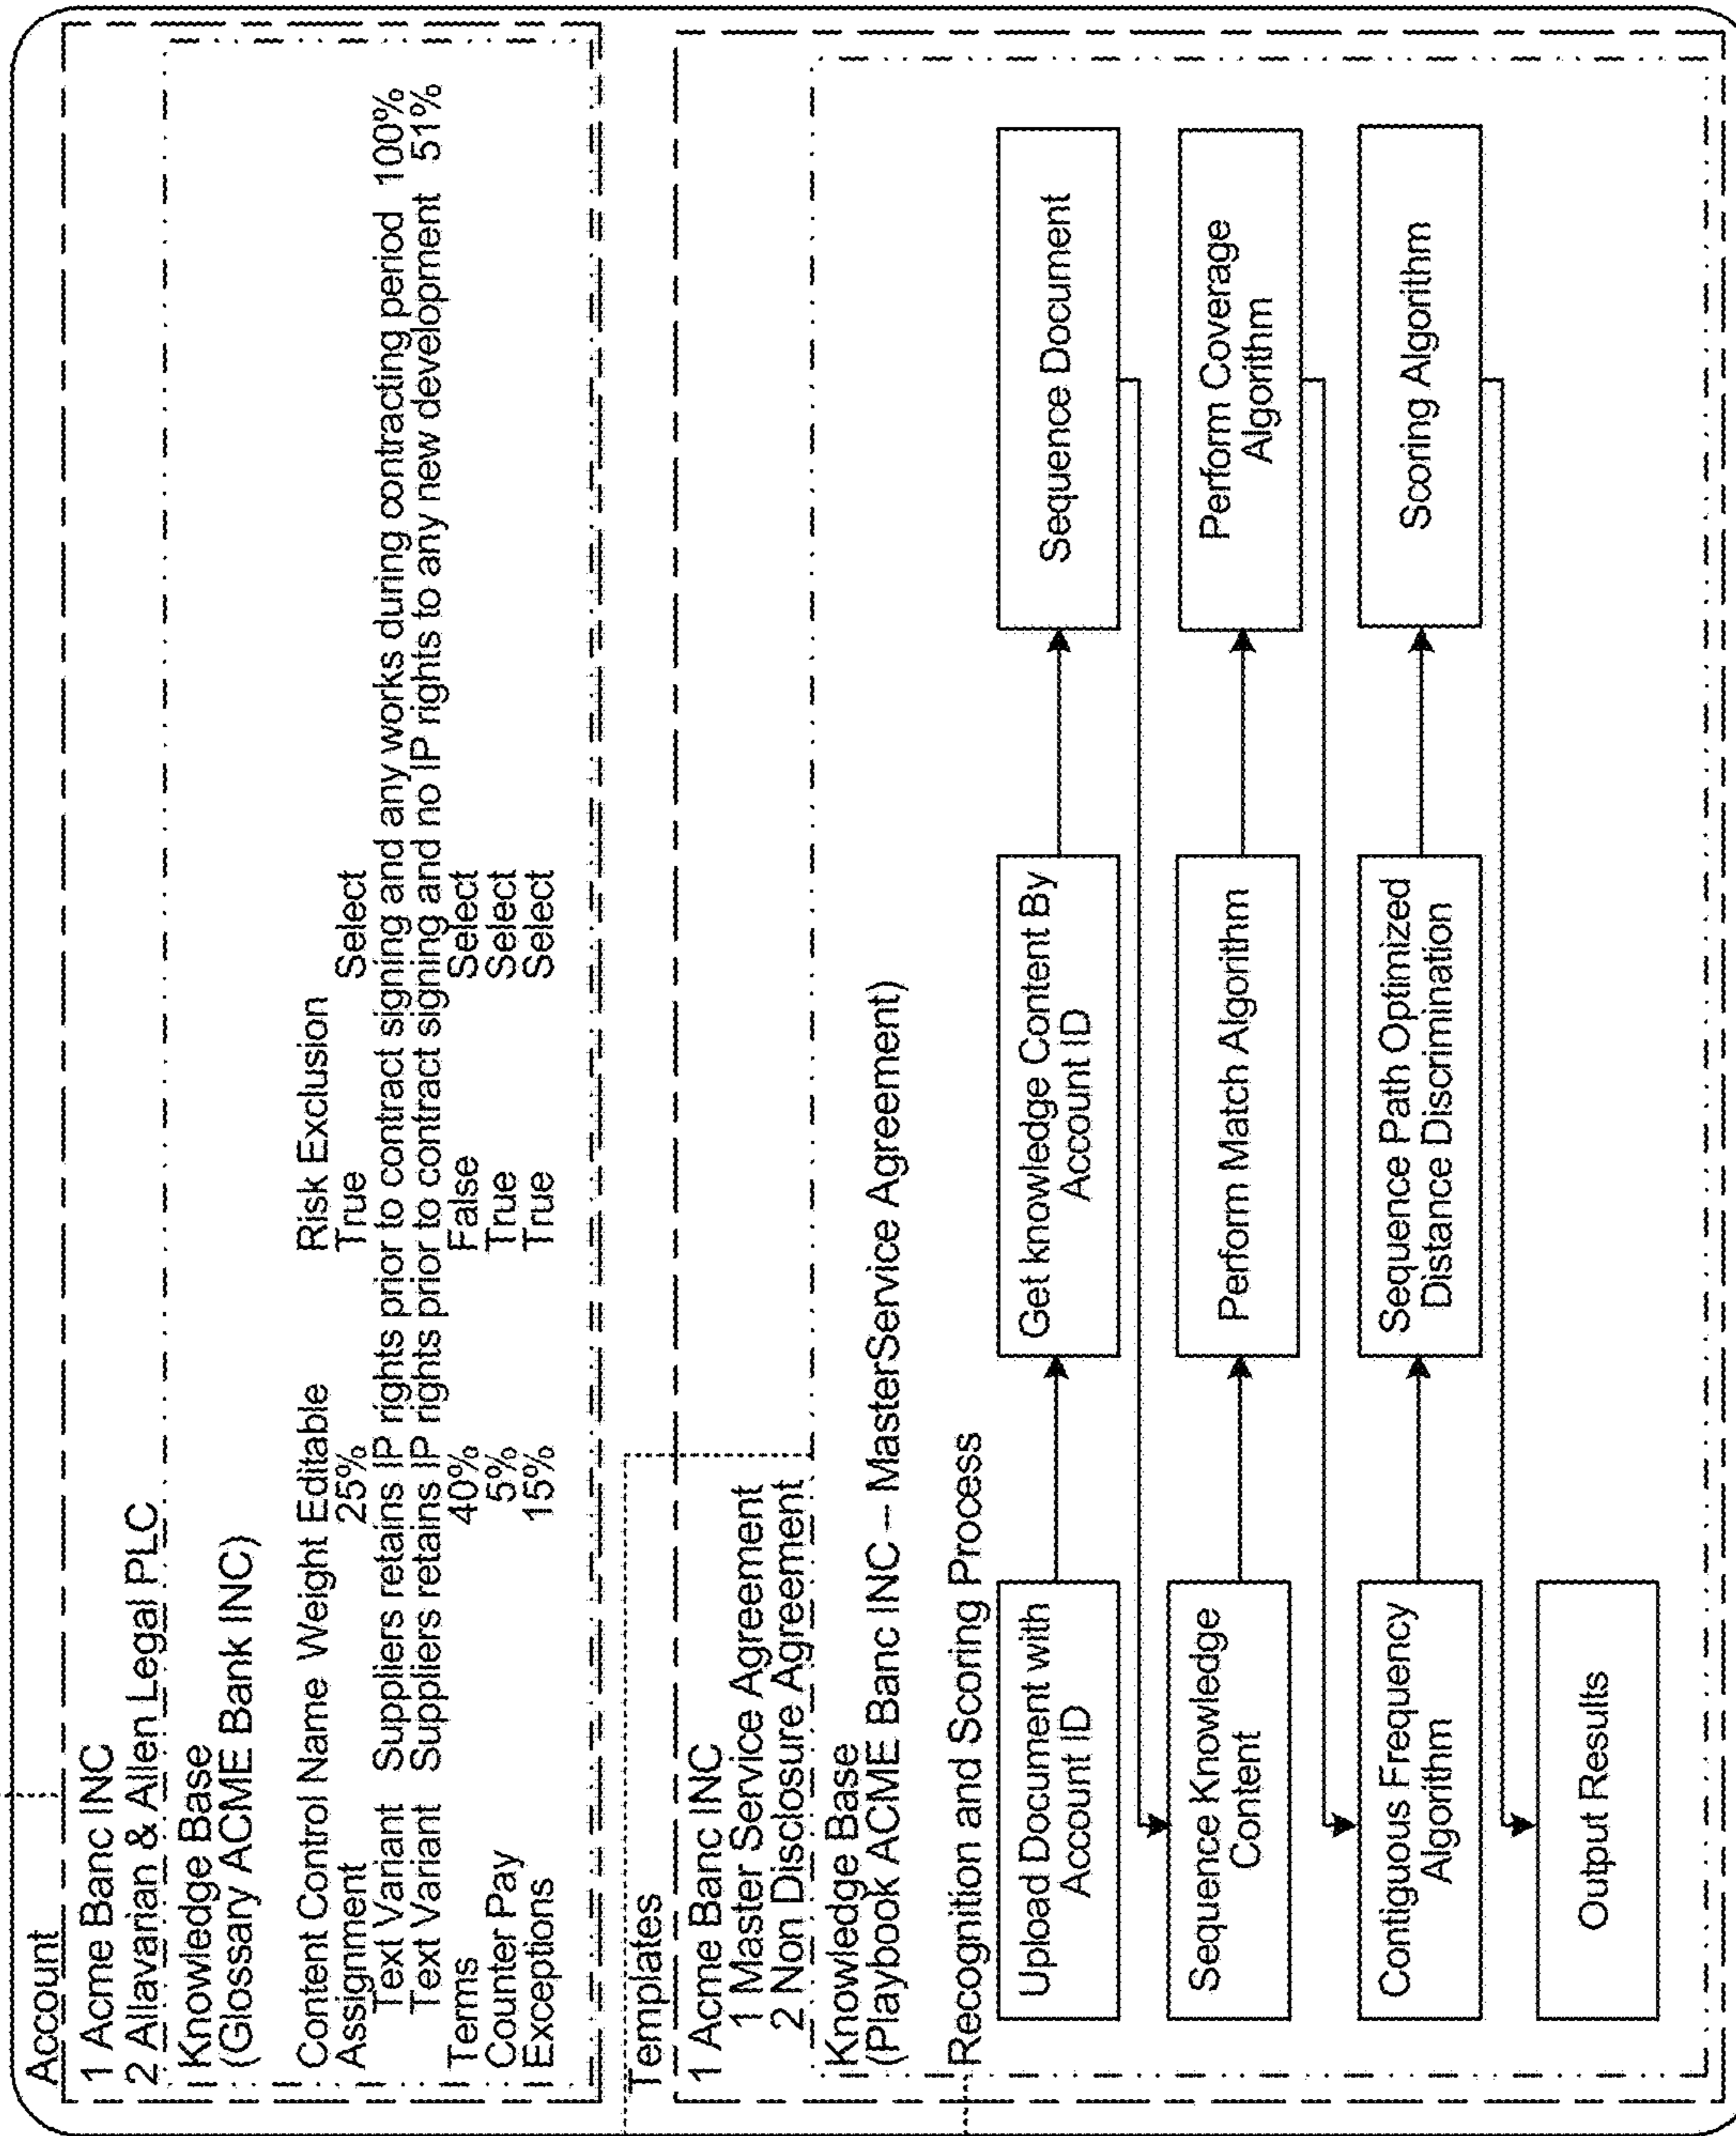 Account
1 Acme Banc INC
2 Allavarian & Allen Legal PLC
Knowledge Base
(Glossary ACME Bank INC)
Content Control Name Weight Editable Risk Exclusion
Assignment 25% True Select
Text Variant Suppliers retains IP rights prior to contract signing and any works during contracting period 100%
Text Variant Suppliers retains IP rights prior to contract signing and no IP rights to any new development 51%
Terms 40% False Select
Counter Pay 5% True Select
Exceptions 15% True Select
Templates
1 Acme Banc INC
1 Master Service Agreement
2 Non Disclosure Agreement
Knowledge Base
(Playbook ACME Banc INC – MasterService Agreement)
Recognition and Scoring Process
Upload Document with
Account ID
Get knowledge Content By
Account ID
Sequence Document
Sequence Knowledge
Content
Perform Match Algorithm
Perform Coverage
Algorithm
Contiguous Frequency
Algorithm
Sequence Path Optimized
Distance Discrimination
Scoring Algorithm
Output Results